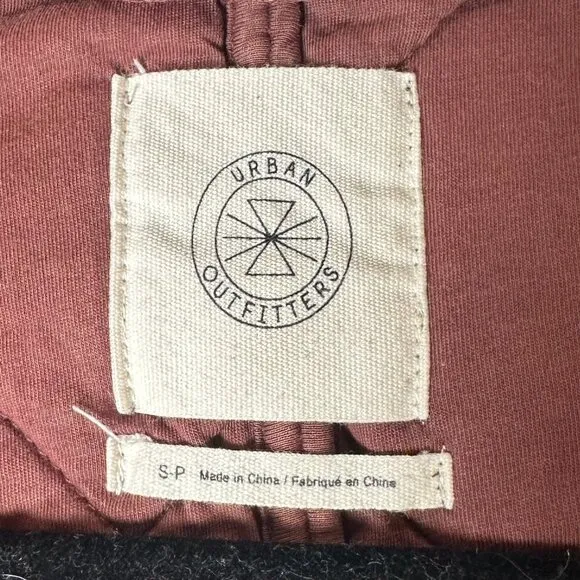 URBAN
OUTFITTERS
S-P Made in China / Fabriqué en Chine